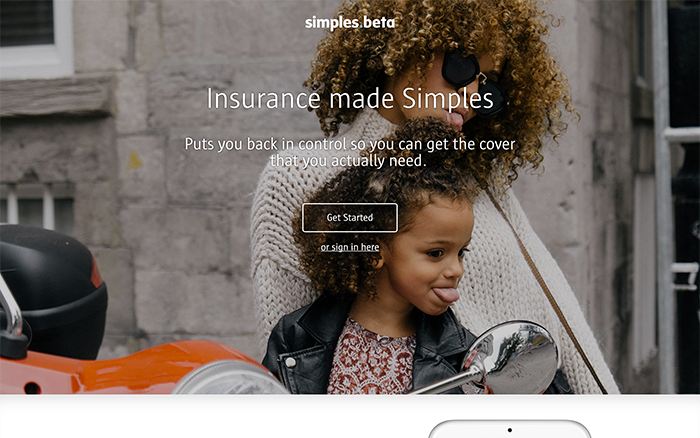 simples.beta
Insurance made Simples
Puts you back in control so you can get the cover
that you actually need.
Get Started
or sign in here